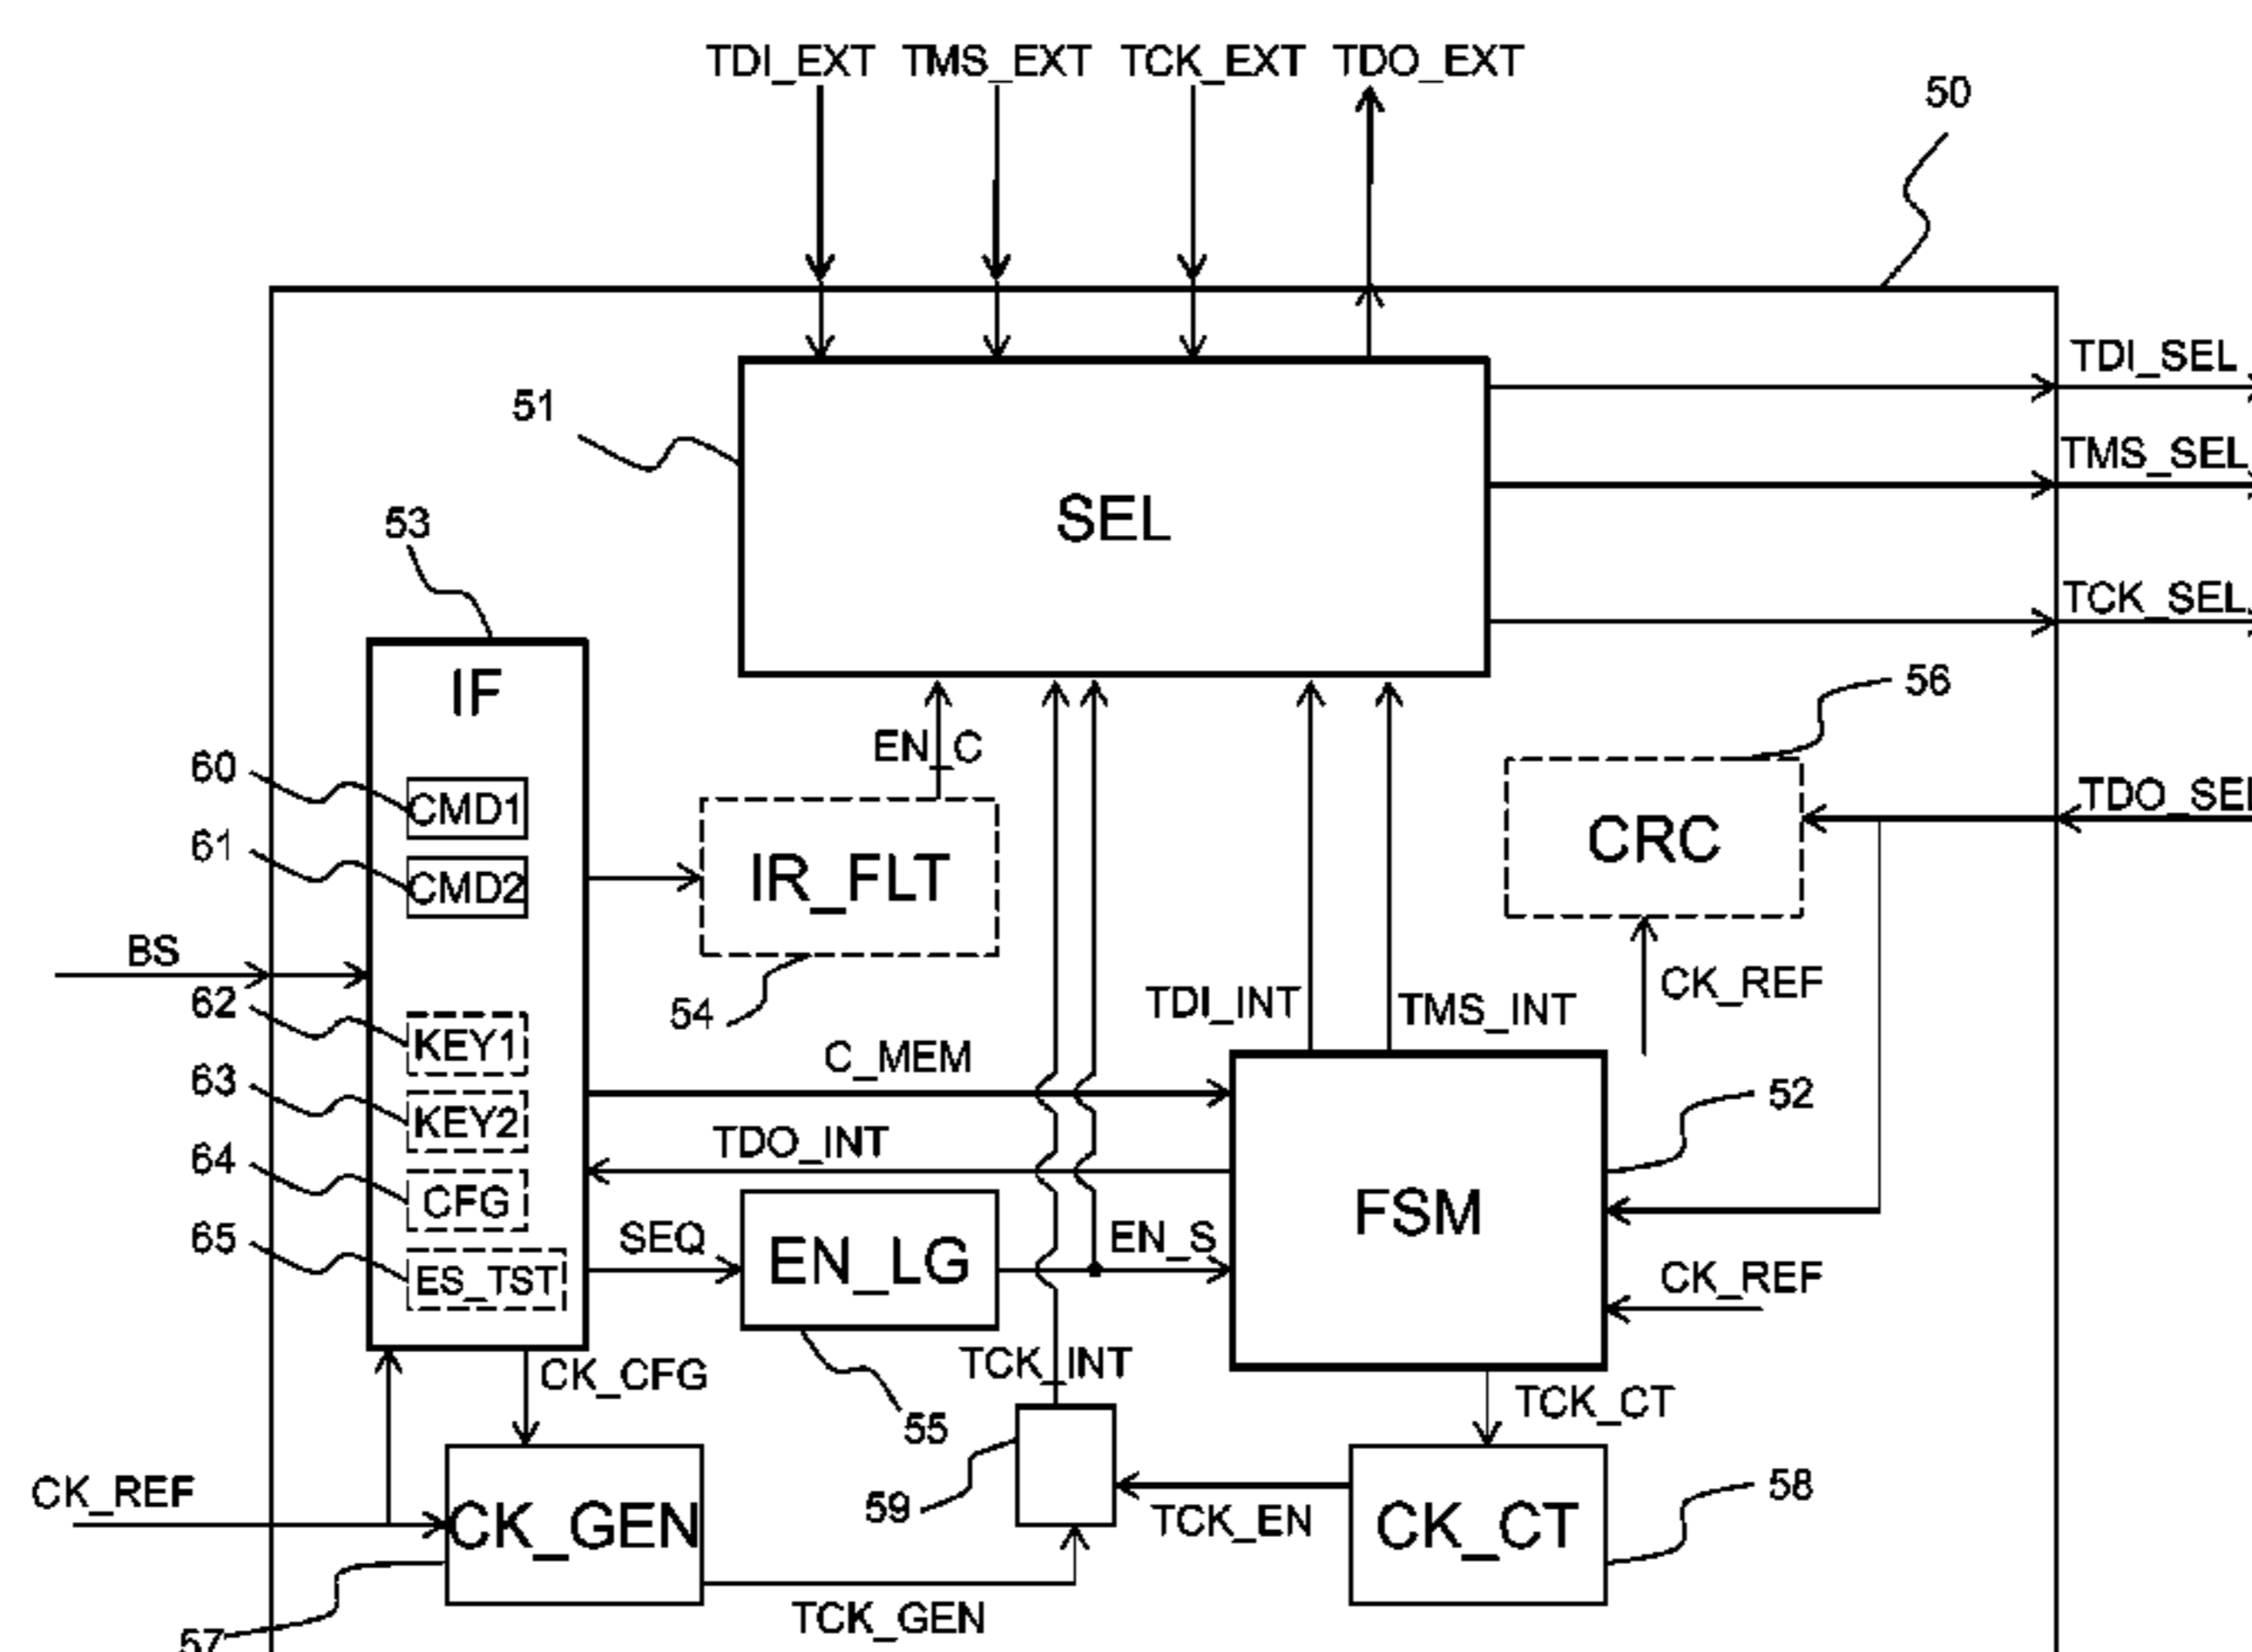 TDI_EXT TMS_EXT TCK_EXT TDO_EXT
50
TDI_SEL
51
TMS_SEL
SEL
53
TCK_SEL
IF
56
EN_C
60
CMD1
TDO_SEL
CRC
61
CMD2
IR_FLT
BS
62
54
TDI_INT
TMS_INT
CK_REF
KEY1
C_MEM
63
52
KEY2
TDO_INT
64
CFG
FSM
65
SEQ
EN_LG
EN_S
ES_TST
CK_REF
CK_CFG
TCK_INT
TCK_CT
55
CK_REF
59
58
CK_GEN
TCK_EN
CK_CT
TCK_GEN
57